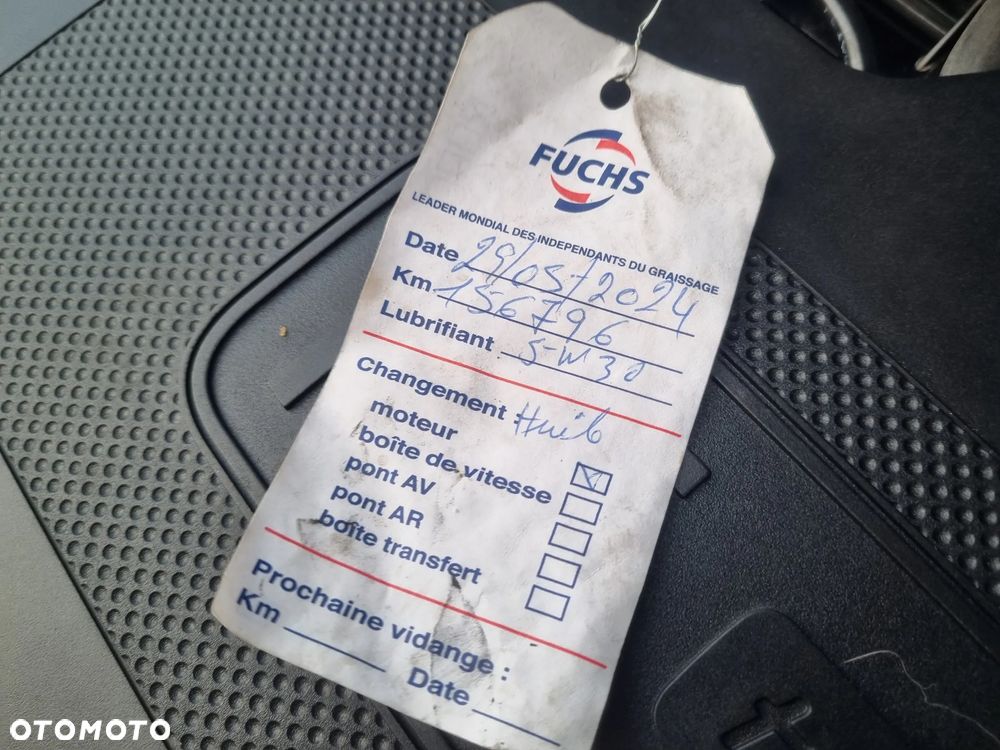 FUCHS
LEADER MONDIAL DES INDEPENDANTS DU GRAISSAGE
Date 29/05/2024
Km 156796
Lubrifiant 5-W30
Changement : Huile
moteur
boîte de vitesse
pont AV
pont AR
boîte transfert
Prochaine vidange :
Km
Date
OTOMOTO